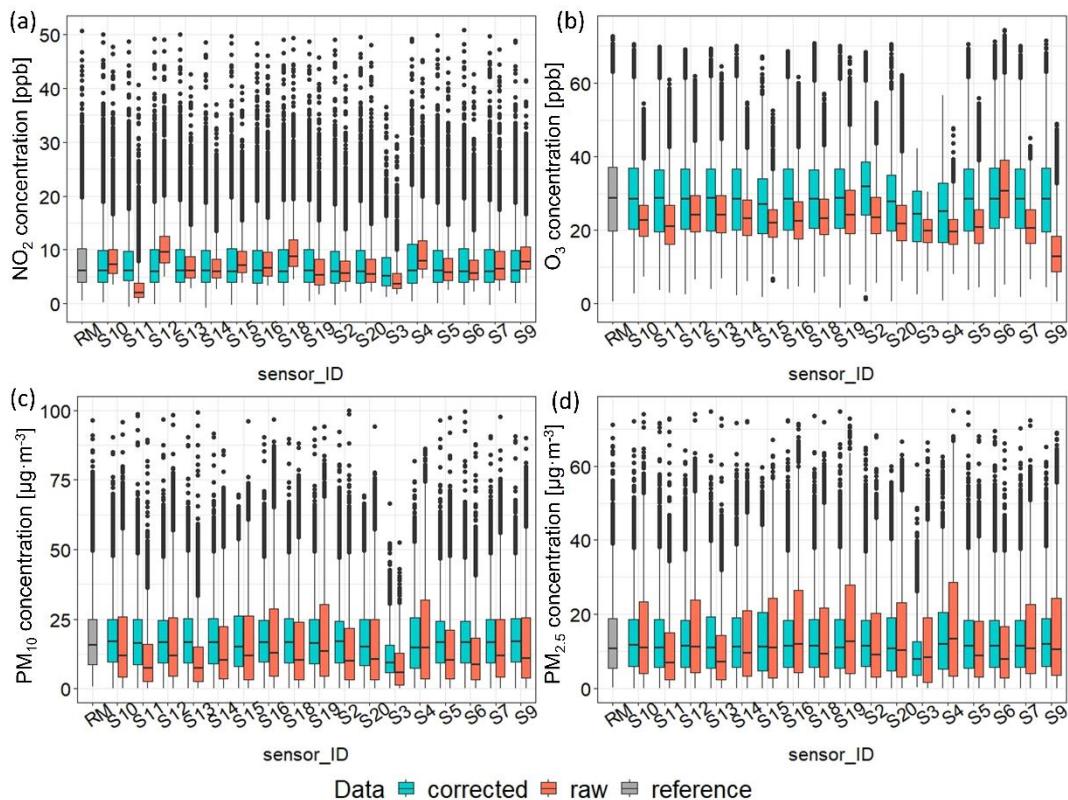 (a)
NO2 concentration [ppb]
50
40
30
20
10
0
RM S10 S11 S12 S13 S14 S15 S16 S18 S19 S2 S20 S3 S4 S5 S6 S7 S9
sensor_ID
(b)
O3 concentration [ppb]
60
40
20
0
RM S10 S11 S12 S13 S14 S15 S16 S18 S19 S2 S20 S3 S4 S5 S6 S7 S9
sensor_ID
(c)
PM10 concentration [µg·m-3]
100
75
50
25
0
RM S10 S11 S12 S13 S14 S15 S16 S18 S19 S2 S20 S3 S4 S5 S6 S7 S9
sensor_ID
(d)
PM2.5 concentration [µg·m-3]
60
40
20
0
RM S10 S11 S12 S13 S14 S15 S16 S18 S19 S2 S20 S3 S4 S5 S6 S7 S9
sensor_ID
Data corrected raw reference